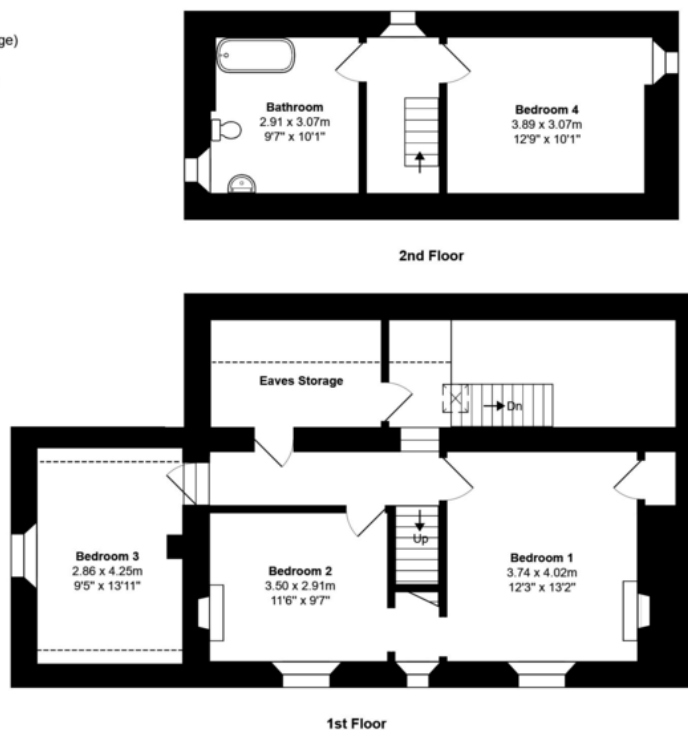 ge)
Bathroom
2.91 x 3.07m
9'7" x 10'1"
Bedroom 4
3.89 x 3.07m
12'9" x 10'1"
2nd Floor
Eaves Storage
Dn
Bedroom 3
2.86 x 4.25m
9'5" x 13'11"
Bedroom 2
3.50 x 2.91m
11'6" x 9'7"
Up
Bedroom 1
3.74 x 4.02m
12'3" x 13'2"
1st Floor